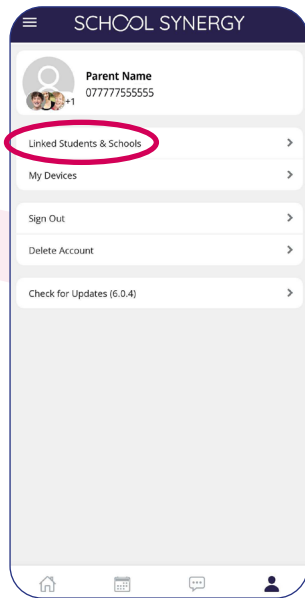 SCHOOL SYNERGY
Parent Name
077777555555
+1
Linked Students & Schools
My Devices
Sign Out
Delete Account
Check for Updates (6.0.4)